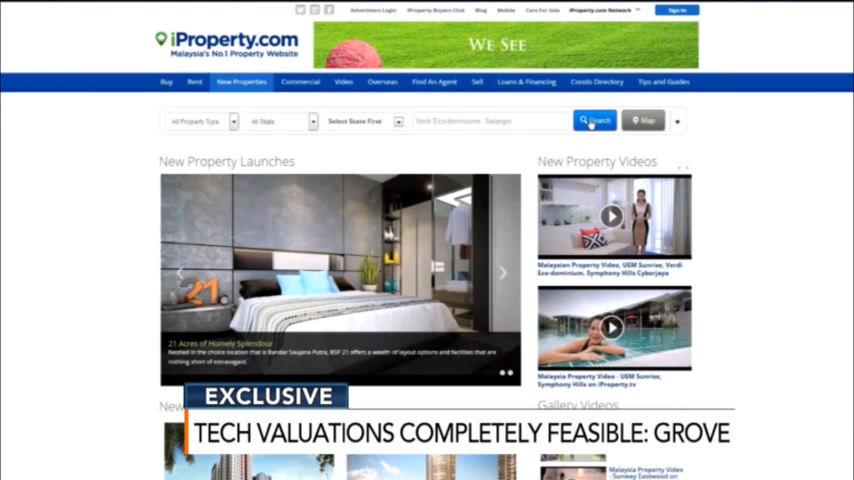 Advertisers Login iProperty Buyers Club Blog Mobile Cars For Sale iProperty.com Network Sign In
iProperty.com
Malaysia's No.1 Property Website
WE SEE
Buy Rent New Properties Commercial Video Overseas Find An Agent Sell Loans & Financing Condo Directory Tips and Guides
All Property Type All State Select State First Verdi Eco-dominiums, Selangor Search Map
New Property Launches
New Property Videos
21
Malaysian Property Video, UEM Sunrise, Verdi
Eco-dominium, Symphony Hills Cyberjaya
21 Acres of Homely Splendour
Nestled in the choice location that is Bandar Saujana Putra, BSP 21 offers a wealth of layout options and facilities that are
nothing short of extravagant.
Malaysia Property Video - UEM Sunrise,
Symphony Hills on iProperty.tv
New
Gallery Videos
EXCLUSIVE
TECH VALUATIONS COMPLETELY FEASIBLE: GROVE
Malaysia Property Video
- Sunway Eastwood on